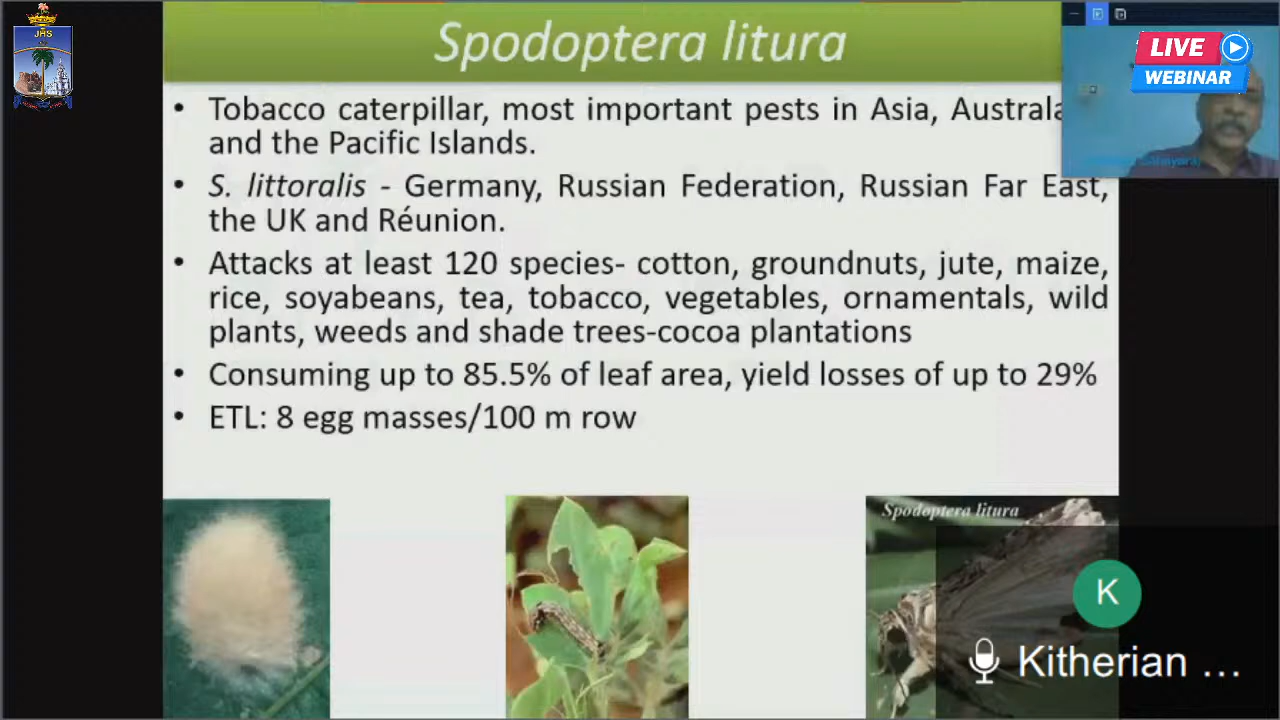 JHS
Spodoptera litura
LIVE
WEBINAR
• Tobacco caterpillar, most important pests in Asia, Austral
and the Pacific Islands.
• S. littoralis - Germany, Russian Federation, Russian Far East,
the UK and Réunion.
• Attacks at least 120 species- cotton, groundnuts, jute, maize,
rice, soyabeans, tea, tobacco, vegetables, ornamentals, wild
plants, weeds and shade trees-cocoa plantations
• Consuming up to 85.5% of leaf area, yield losses of up to 29%
• ETL: 8 egg masses/100 m row
Spodoptera litura
K
Kitherian ...